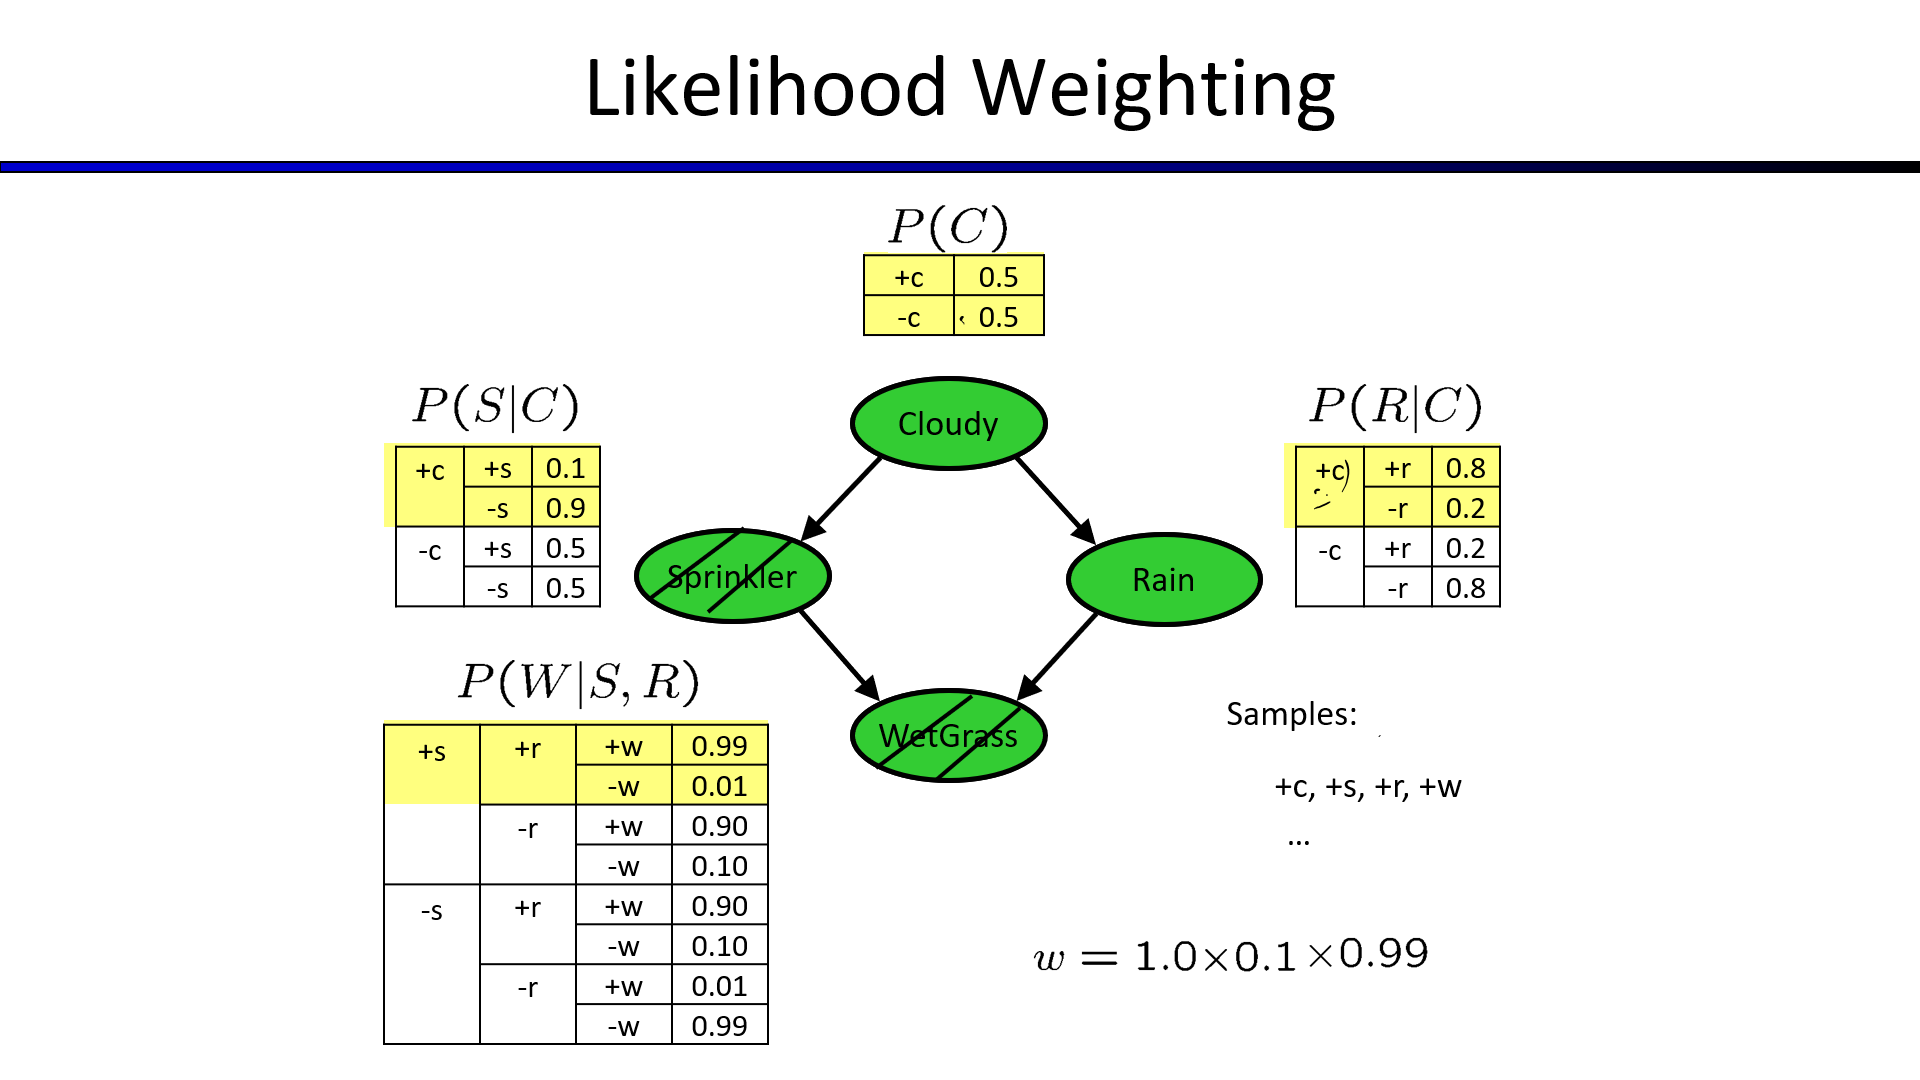 Likelihood Weighting
P(C)
+c 0.5
-c 0.5
P(S|C)
+c +s 0.1
-s 0.9
-c +s 0.5
-s 0.5
Cloudy
P(R|C)
+c +r 0.8
-r 0.2
-c +r 0.2
-r 0.8
Sprinkler
Rain
P(W|S, R)
+s +r +w 0.99
-w 0.01
-r +w 0.90
-w 0.10
-s +r +w 0.90
-w 0.10
-r +w 0.01
-w 0.99
WetGrass
Samples:
+c, +s, +r, +w
...
w = 1.0×0.1×0.99